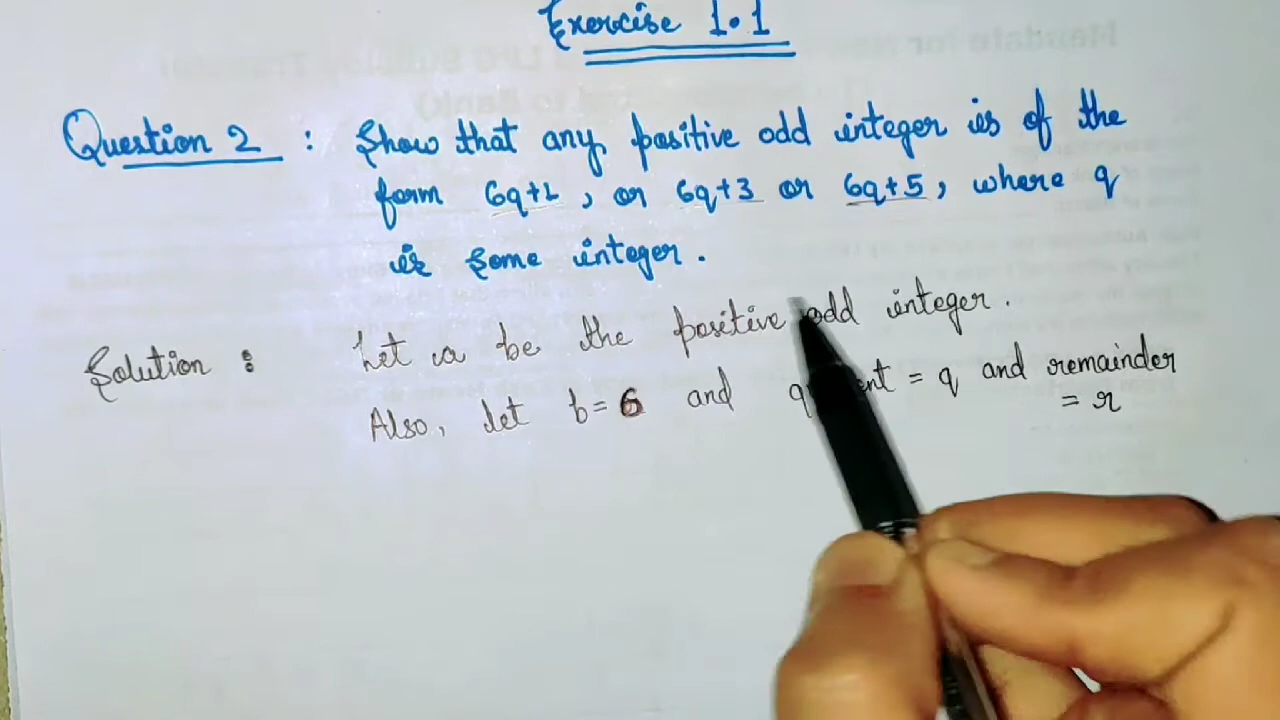 Exercise 1.1
Question 2 : Show that any positive odd integer is of the
form 6q+1, or 6q+3 or 6q+5, where q
is some integer.
Solution : Let a be the positive odd integer.
Also, let b=6 and = q and remainder
= r